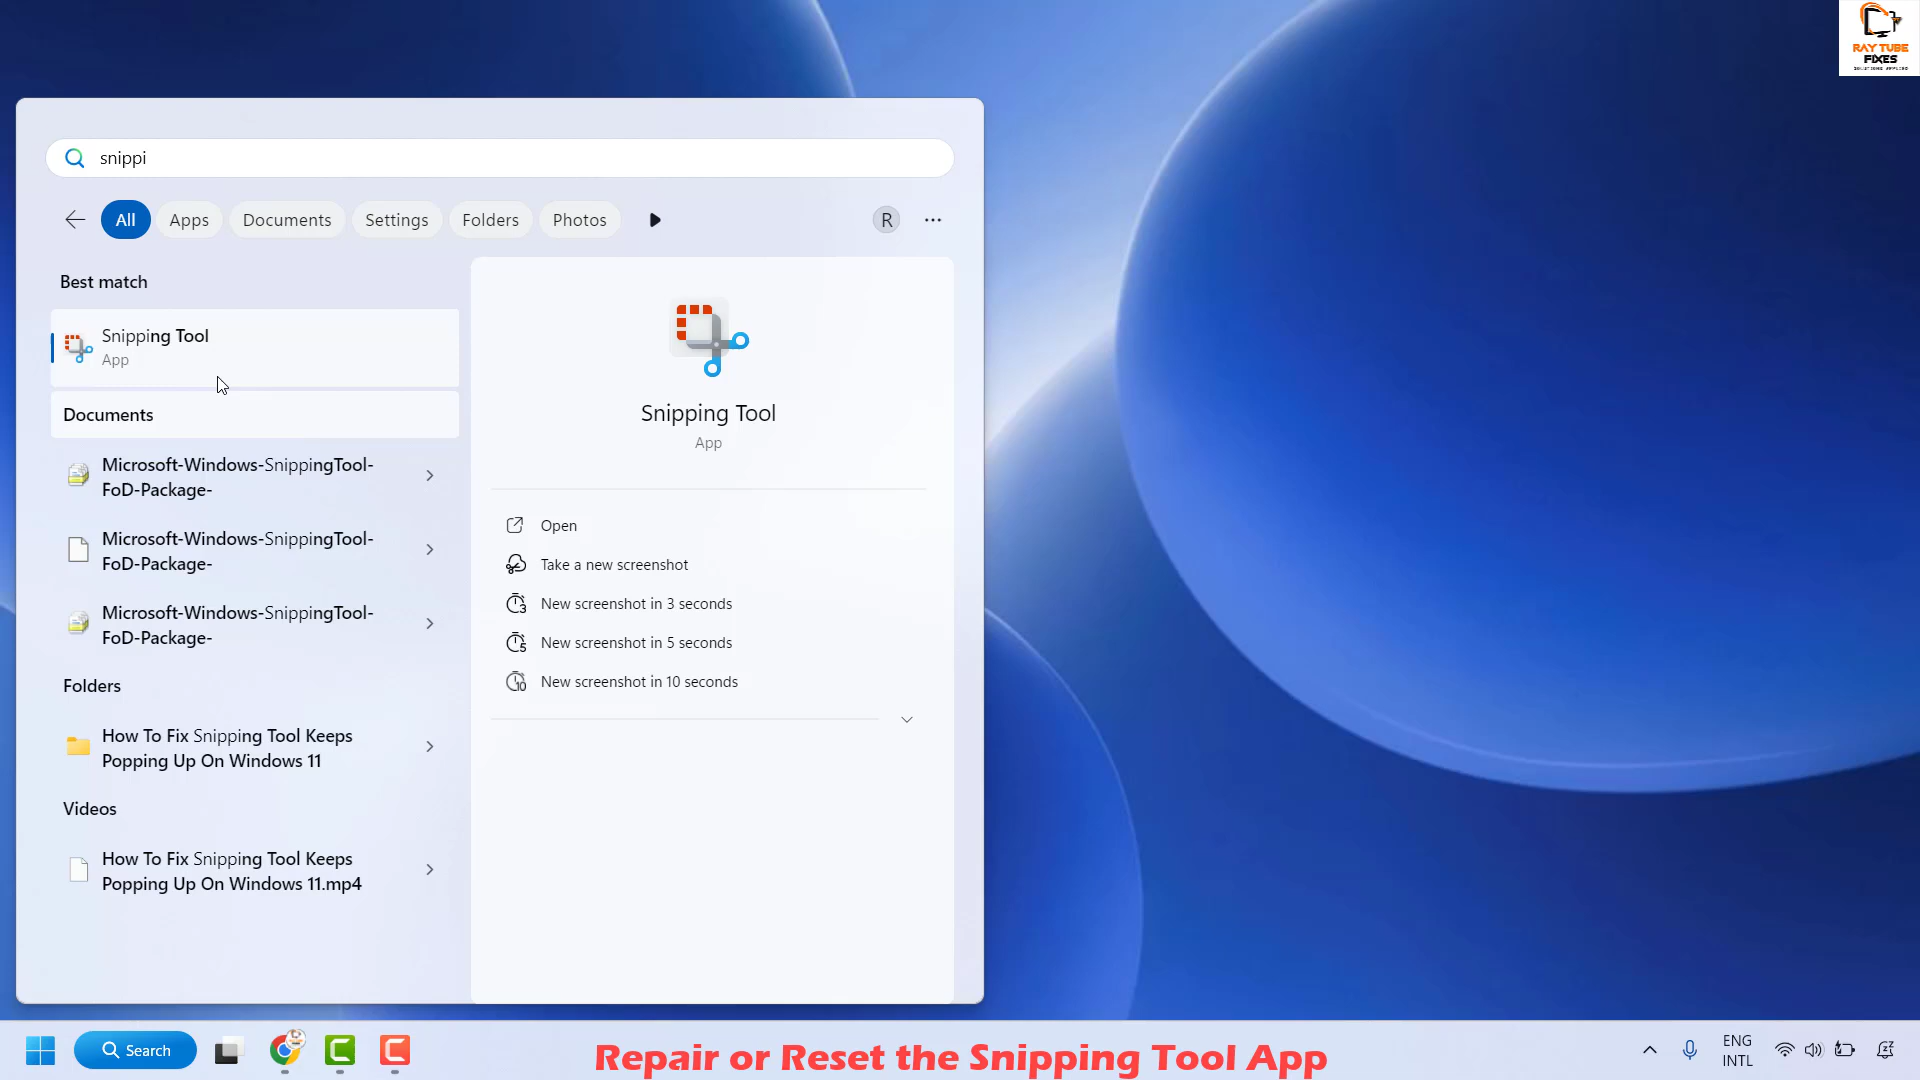 RAY TUBE
FIXES
snippi
All
Apps
Documents
Settings
Folders
Photos
R
Best match
Snipping Tool
App
Documents
Microsoft-Windows-SnippingTool-
FoD-Package-
Microsoft-Windows-SnippingTool-
FoD-Package-
Microsoft-Windows-SnippingTool-
FoD-Package-
Folders
How To Fix Snipping Tool Keeps
Popping Up On Windows 11
Videos
How To Fix Snipping Tool Keeps
Popping Up On Windows 11.mp4
Snipping Tool
App
Open
Take a new screenshot
New screenshot in 3 seconds
New screenshot in 5 seconds
New screenshot in 10 seconds
Search
Repair or Reset the Snipping Tool App
ENG
INTL